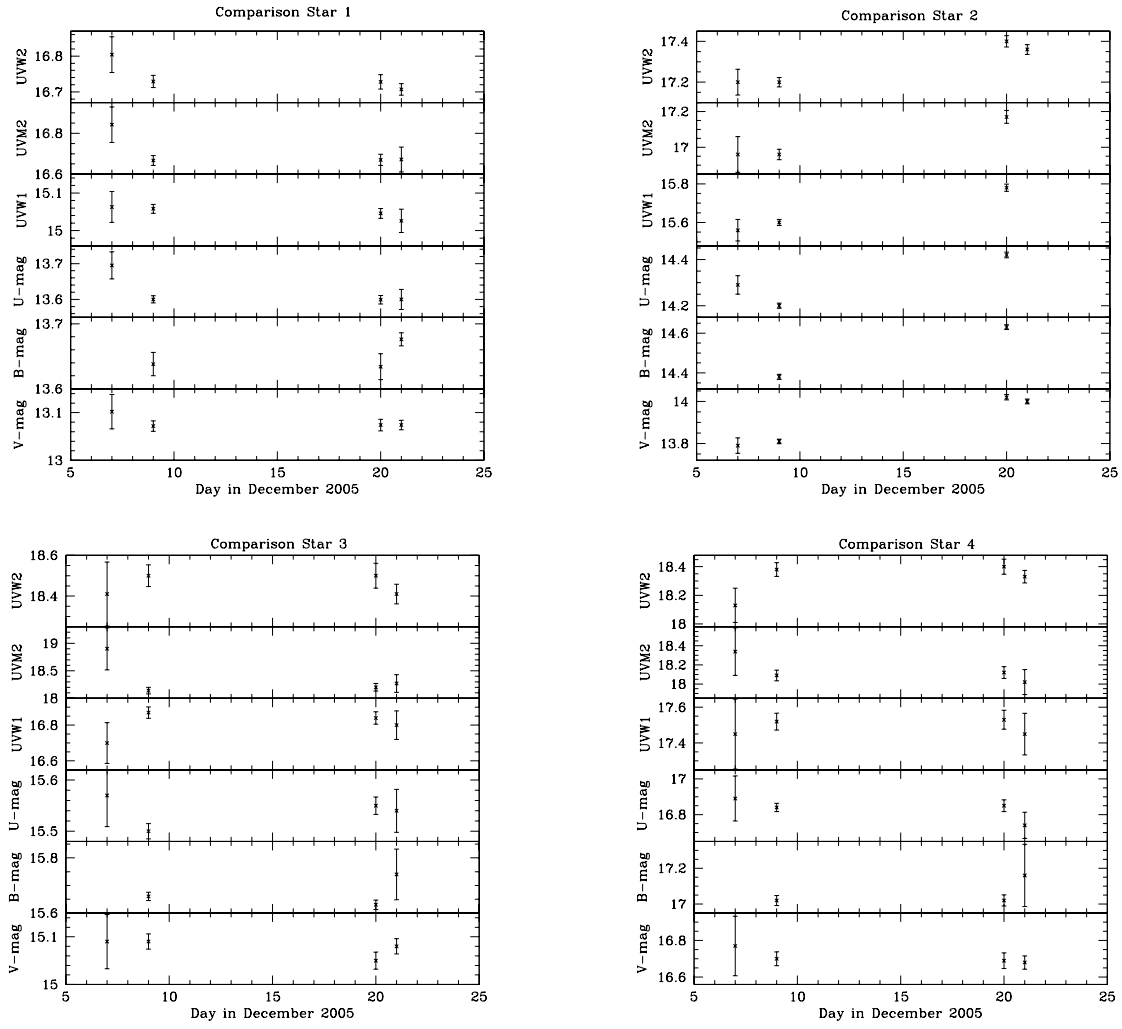 Comparison Star 1
UVW2
16.8
16.7
UVM2
16.8
16.6
UVW1
15.1
15
U-mag
13.7
13.6
B-mag
13.7
13.6
V-mag
13.1
13
5 10 15 20 25
Day in December 2005
Comparison Star 2
UVW2
17.4
17.2
UVM2
17.2
17
UVW1
15.8
15.6
U-mag
14.4
14.2
B-mag
14.6
14.4
V-mag
14
13.8
5 10 15 20 25
Day in December 2005
Comparison Star 3
UVW2
18.6
18.4
UVM2
19
18.5
18
UVW1
16.8
16.6
U-mag
15.6
15.5
B-mag
15.8
15.6
V-mag
15.1
15
5 10 15 20 25
Day in December 2005
Comparison Star 4
UVW2
18.4
18.2
18
UVM2
18.4
18.2
18
UVW1
17.6
17.4
U-mag
17
16.8
B-mag
17.2
17
V-mag
16.8
16.6
5 10 15 20 25
Day in December 2005